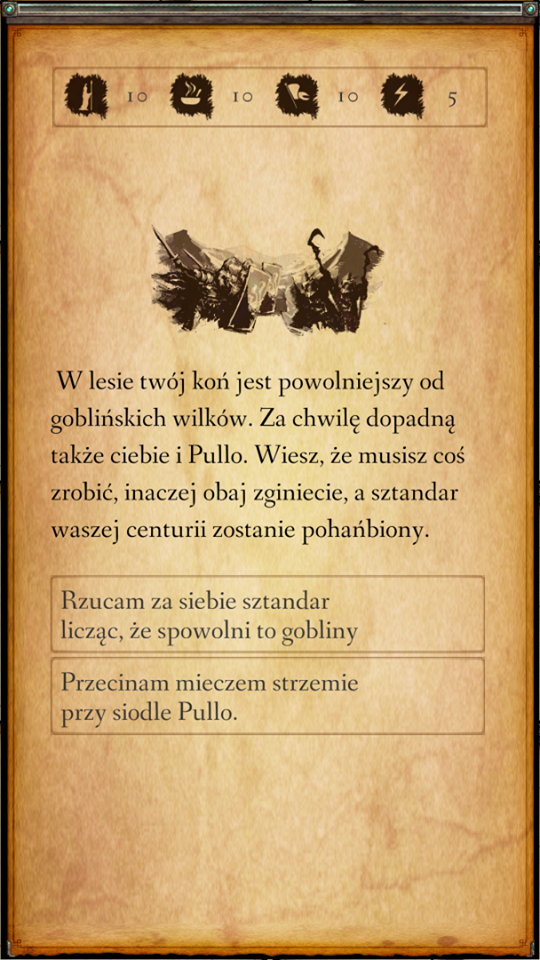 10 10 10 5
W lesie twój koń jest powolniejszy od
goblińskich wilków. Za chwilę dopadną
także ciebie i Pullo. Wiesz, że musisz coś
zrobić, inaczej obaj zginiecie, a sztandar
waszej centurii zostanie pohańbiony.
Rzucam za siebie sztandar
licząc, że spowolni to gobliny
Przecinam mieczem strzemie
przy siodle Pullo.